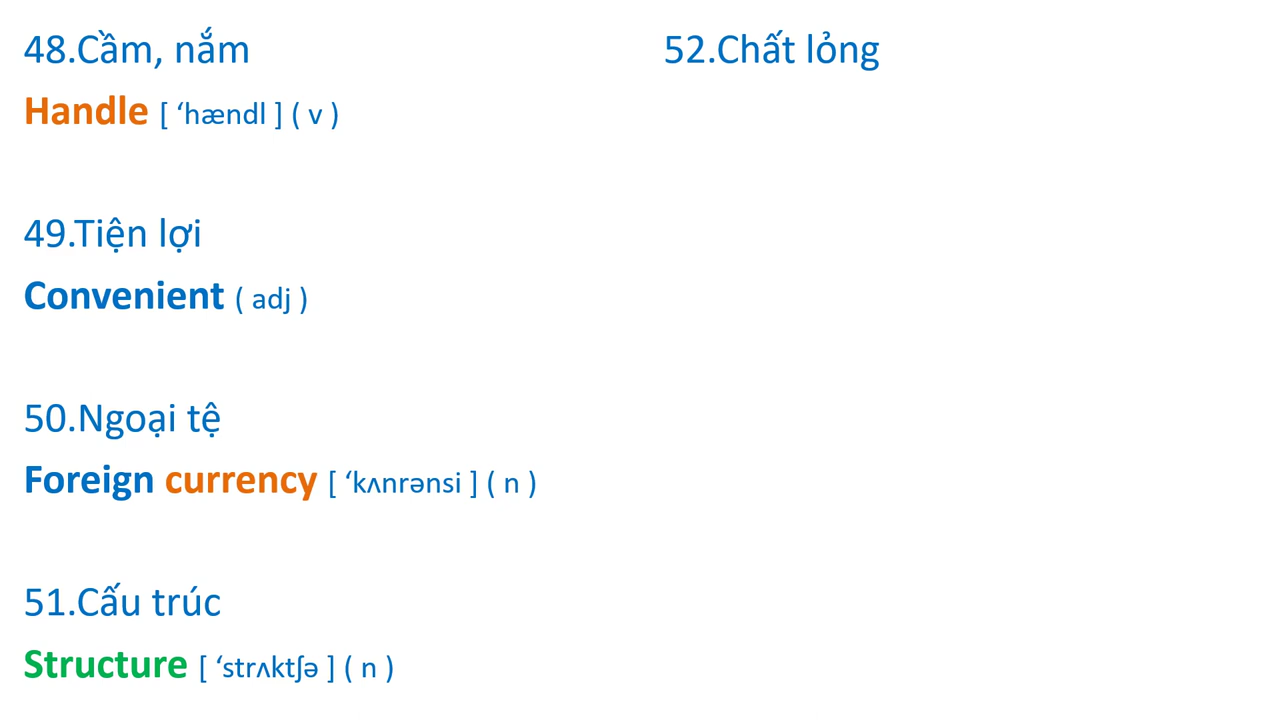 48.Cầm, nắm
Handle [ ‘hændl ] ( v )
49.Tiện lợi
Convenient ( adj )
50.Ngoại tệ
Foreign currency [ ‘kʌnrənsi ] ( n )
51.Cấu trúc
Structure [ ‘strʌktʃə ] ( n )
52.Chất lỏng